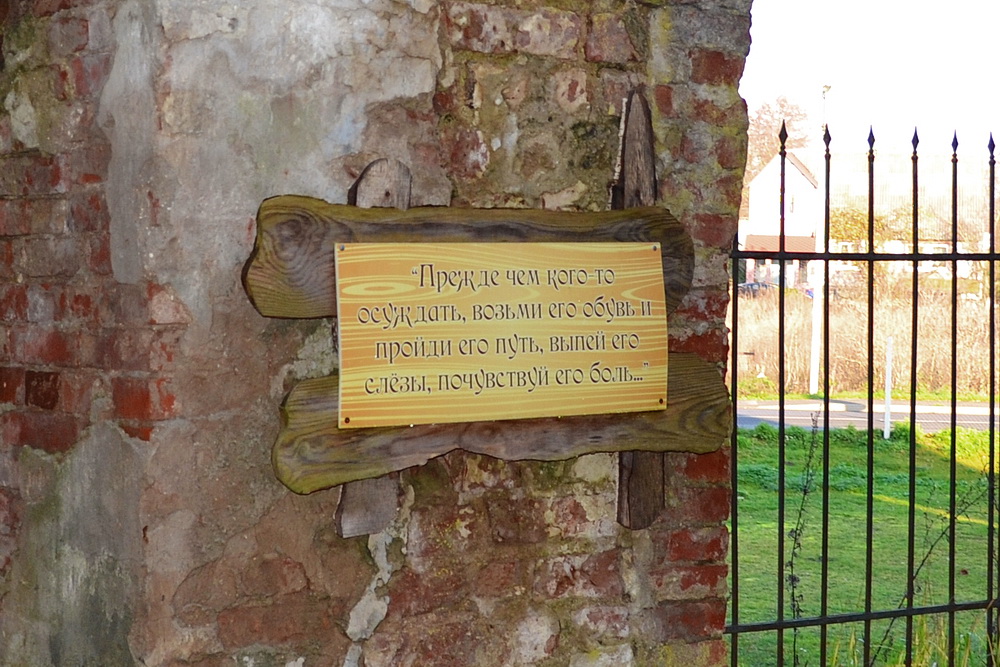 “Прежде чем кого-то
осуждать, возьми его обувь и
пройди его путь, выпей его
слёзы, почувствуй его боль...”